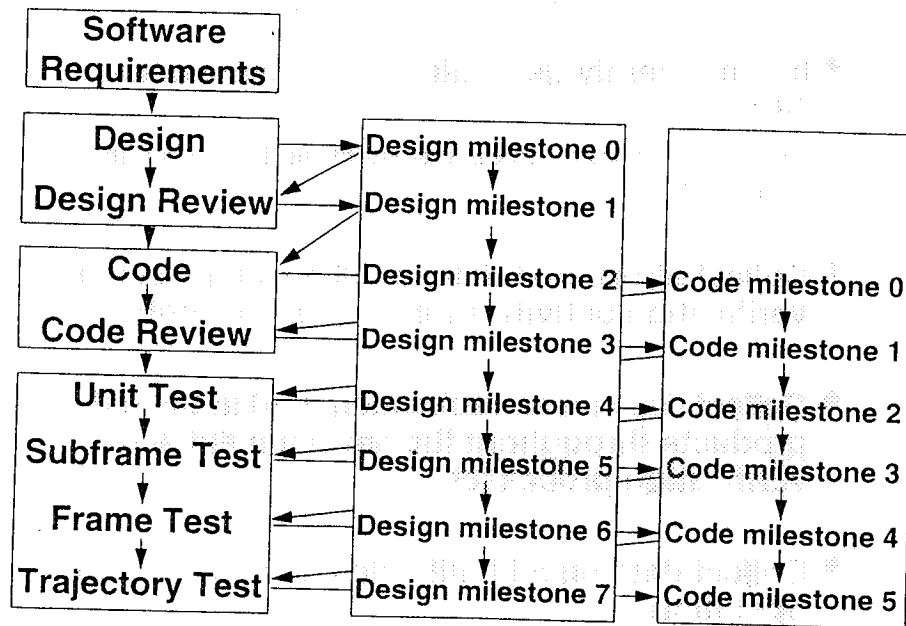 Software
Requirements
Design
Design Review
Code
Code Review
Unit Test
Subframe Test
Frame Test
Trajectory Test
Design milestone 0
Design milestone 1
Design milestone 2
Design milestone 3
Design milestone 4
Design milestone 5
Design milestone 6
Design milestone 7
Code milestone 0
Code milestone 1
Code milestone 2
Code milestone 3
Code milestone 4
Code milestone 5